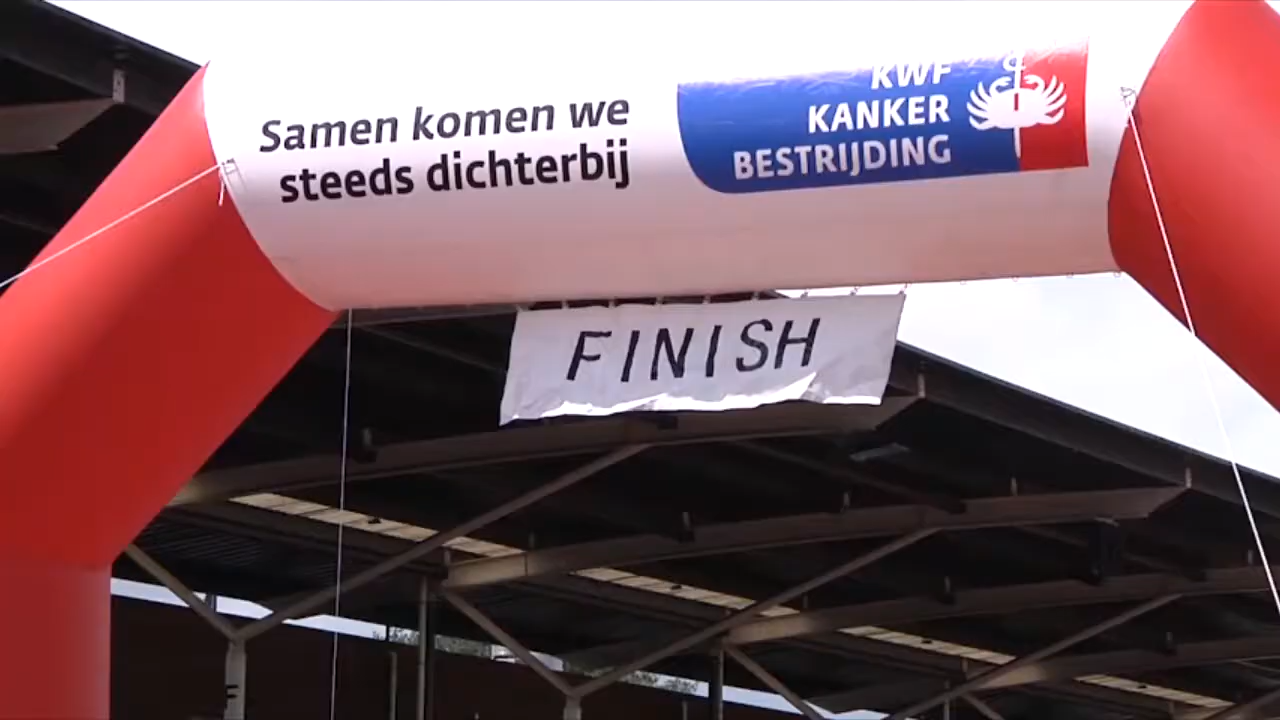 Samen komen we
steeds dichterbij
KWF
KANKER
BESTRIJDING
FINISH